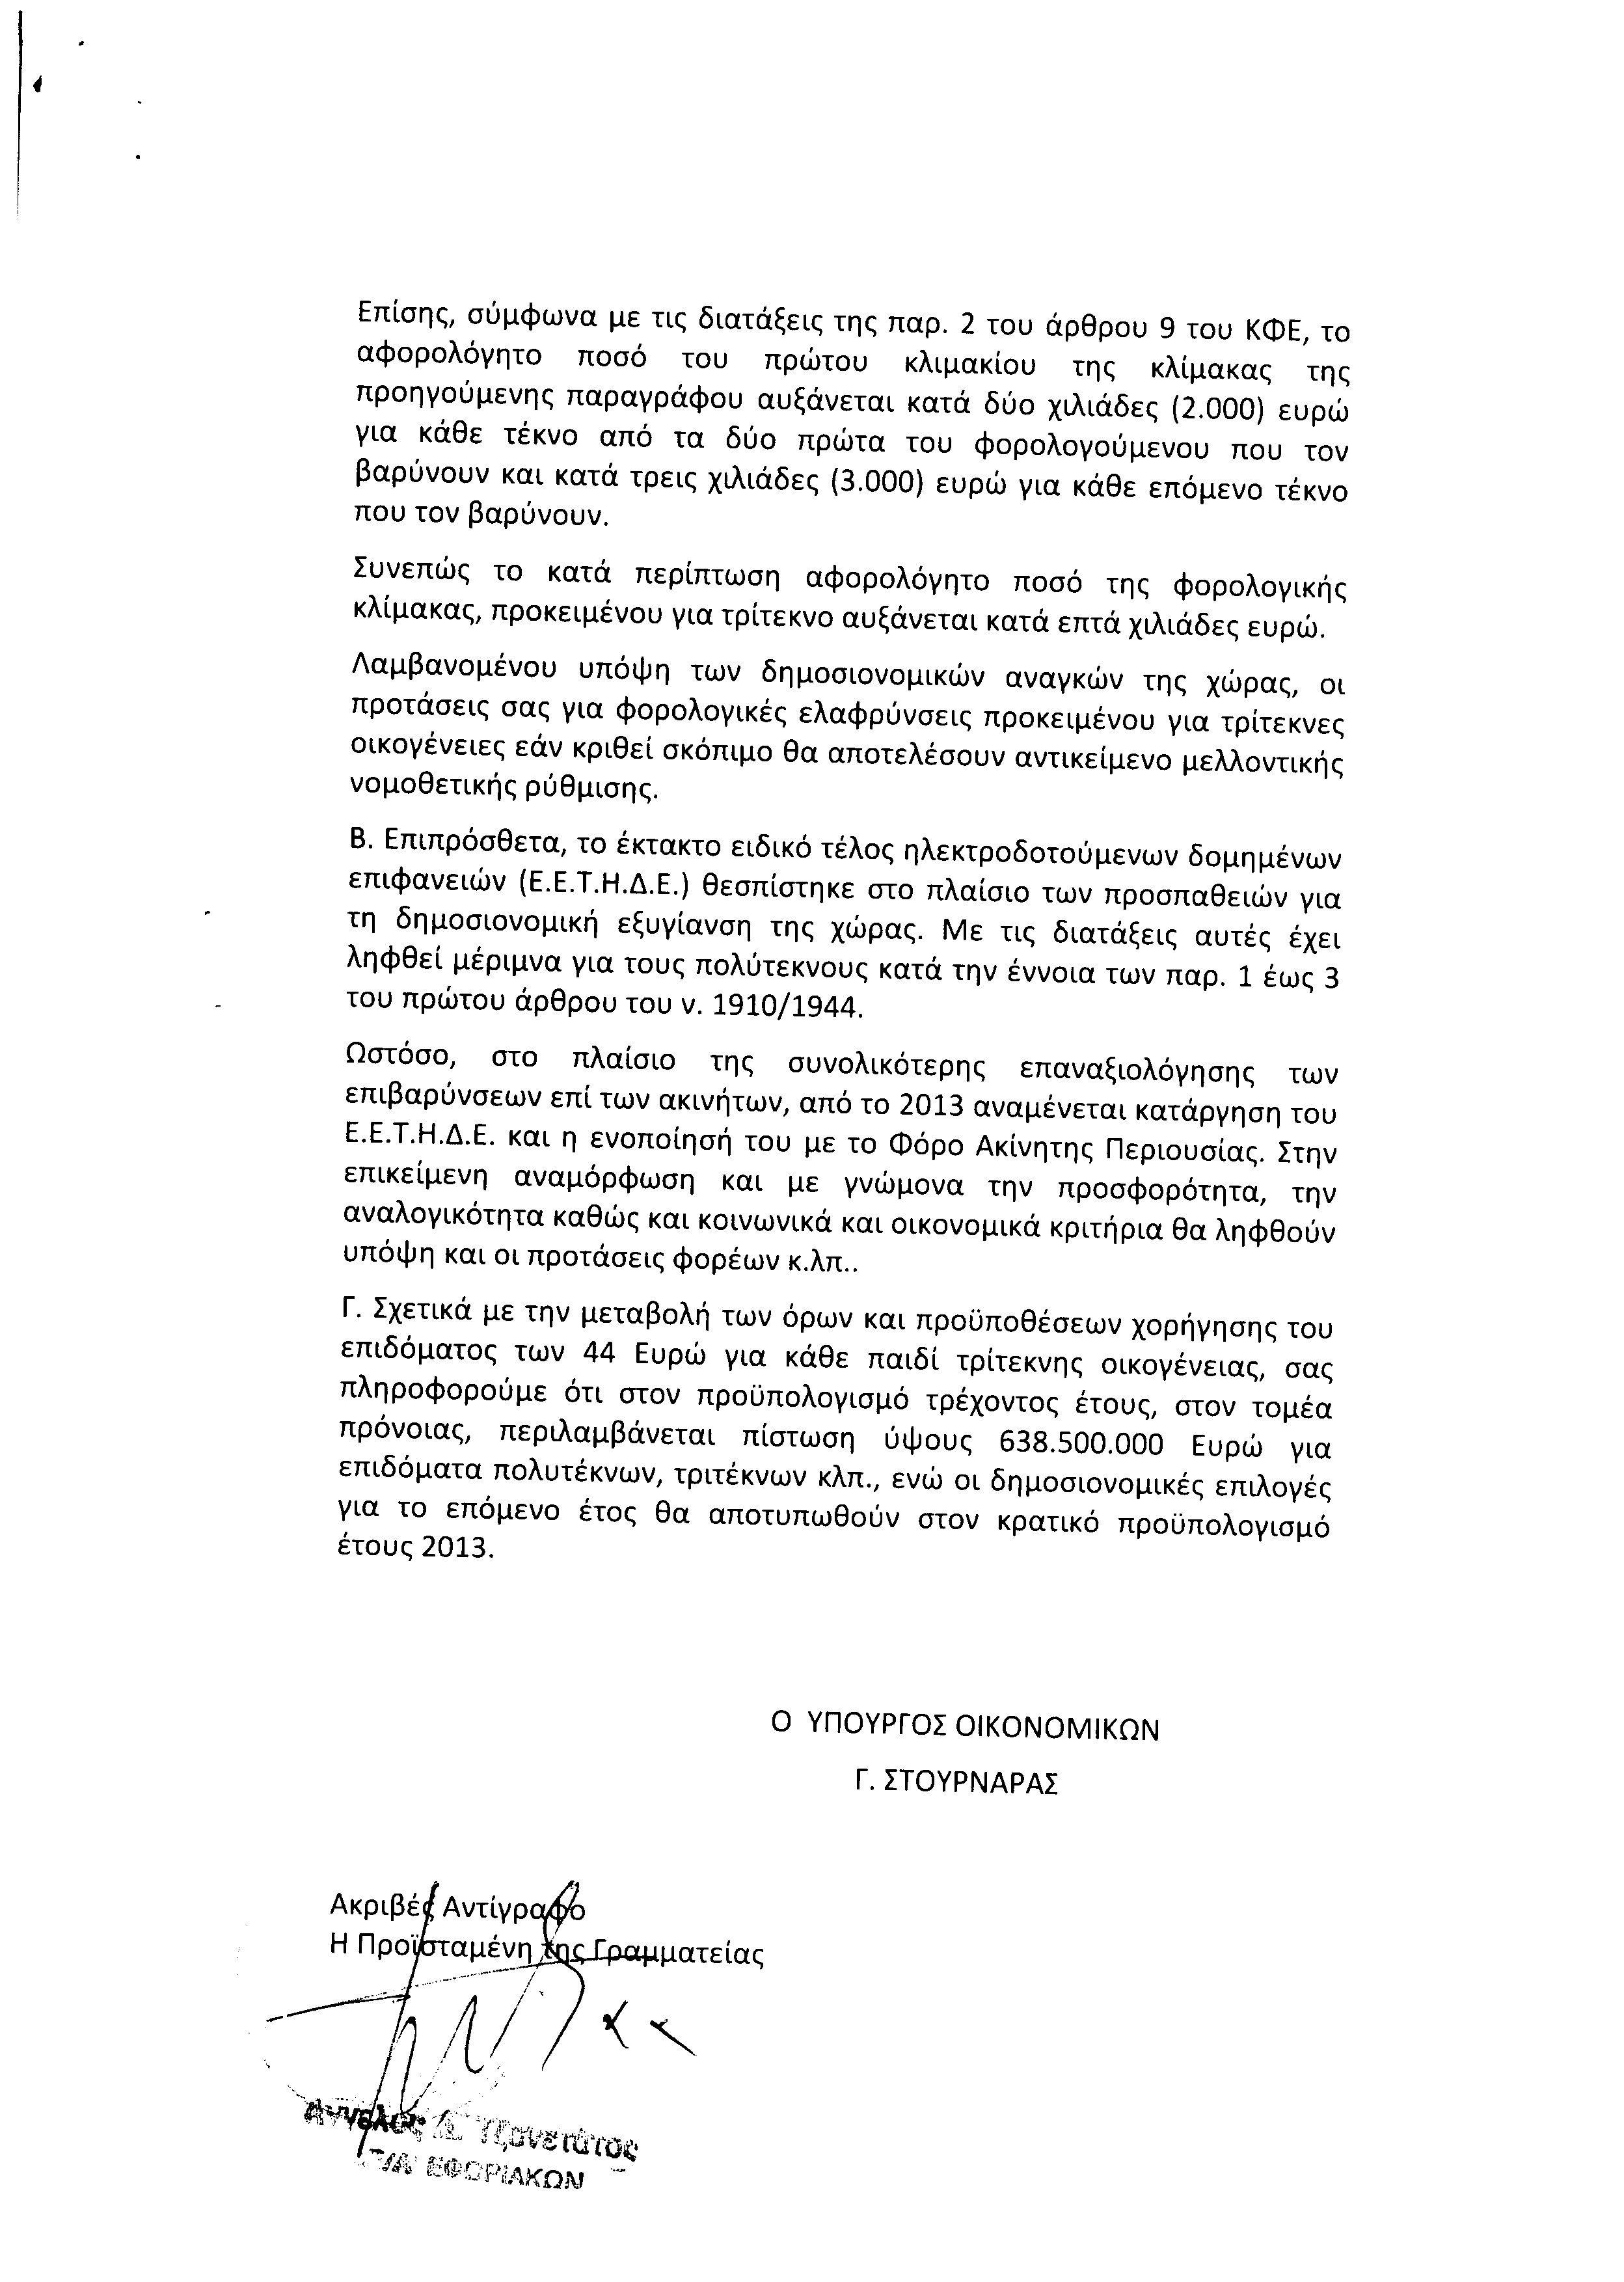 Επίσης, σύμφωνα με τις διατάξεις της παρ. 2 του άρθρου 9 του ΚΦΕ, το
αφορολόγητο ποσό του πρώτου κλιμακίου της κλίμακας της
προηγούμενης παραγράφου αυξάνεται κατά δύο χιλιάδες (2.000) ευρώ
για κάθε τέκνο από τα δύο πρώτα του φορολογούμενου που τον
βαρύνουν και κατά τρεις χιλιάδες (3.000) ευρώ για κάθε επόμενο τέκνο
που τον βαρύνουν.
Συνεπώς το κατά περίπτωση αφορολόγητο ποσό της φορολογικής
κλίμακας, προκειμένου για τρίτεκνο αυξάνεται κατά επτά χιλιάδες ευρώ.
Λαμβανομένου υπόψη των δημοσιονομικών αναγκών της χώρας, οι
προτάσεις σας για φορολογικές ελαφρύνσεις προκειμένου για τρίτεκνες
οικογένειες εάν κριθεί σκόπιμο θα αποτελέσουν αντικείμενο μελλοντικής
νομοθετικής ρύθμισης.
Β. Επιπρόσθετα, το έκτακτο ειδικό τέλος ηλεκτροδοτούμενων δομημένων
επιφανειών (Ε.Ε.Τ.Η.Δ.Ε.) θεσπίστηκε στο πλαίσιο των προσπαθειών για
τη δημοσιονομική εξυγίανση της χώρας. Με τις διατάξεις αυτές έχει
ληφθεί μέριμνα για τους πολύτεκνους κατά την έννοια των παρ. 1 έως 3
του πρώτου άρθρου του ν. 1910/1944.
Ωστόσο, στο πλαίσιο της συνολικότερης επαναξιολόγησης των
επιβαρύνσεων επί των ακινήτων, από το 2013 αναμένεται κατάργηση του
Ε.Ε.Τ.Η.Δ.Ε. και η ενοποίησή του με το Φόρο Ακίνητης Περιουσίας. Στην
επικείμενη αναμόρφωση και με γνώμονα την προσφορότητα, την
αναλογικότητα καθώς και κοινωνικά και οικονομικά κριτήρια θα ληφθούν
υπόψη και οι προτάσεις φορέων κ.λπ..
Γ. Σχετικά με την μεταβολή των όρων και προϋποθέσεων χορήγησης του
επιδόματος των 44 Ευρώ για κάθε παιδί τρίτεκνης οικογένειας, σας
πληροφορούμε ότι στον προϋπολογισμό τρέχοντος έτους, στον τομέα
πρόνοιας, περιλαμβάνεται πίστωση ύψους 638.500.000 Ευρώ για
επιδόματα πολυτέκνων, τριτέκνων κλπ., ενώ οι δημοσιονομικές επιλογές
για το επόμενο έτος θα αποτυπωθούν στον κρατικό προϋπολογισμό
έτους 2013.
Ο ΥΠΟΥΡΓΟΣ ΟΙΚΟΝΟΜΙΚΩΝ
Γ. ΣΤΟΥΡΝΑΡΑΣ
Ακριβές Αντίγραφο
Η Προϊσταμένη της Γραμματείας
Άγγελος Δ. Τζανετάτος
ΕΦΟΡΙΑΚΩΝ